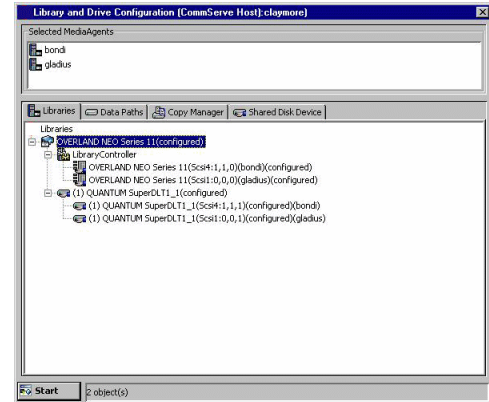 Library and Drive Configuration (CommServe Host):claymore)
Selected MediaAgents
bondi
gladius
Libraries Data Paths Copy Manager Shared Disk Device
Libraries
OVERLAND NEO Series 11(configured)
LibraryController
OVERLAND NEO Series 11(Scsi4:1,1,0)(bondi)(configured)
OVERLAND NEO Series 11(Scsi1:0,0,0)(gladius)(configured)
(1) QUANTUM SuperDLT1_1(configured)
(1) QUANTUM SuperDLT1_1(Scsi4:1,1,1)(configured)(bondi)
(1) QUANTUM SuperDLT1_1(Scsi1:0,0,1)(configured)(gladius)
Start 2 object(s)